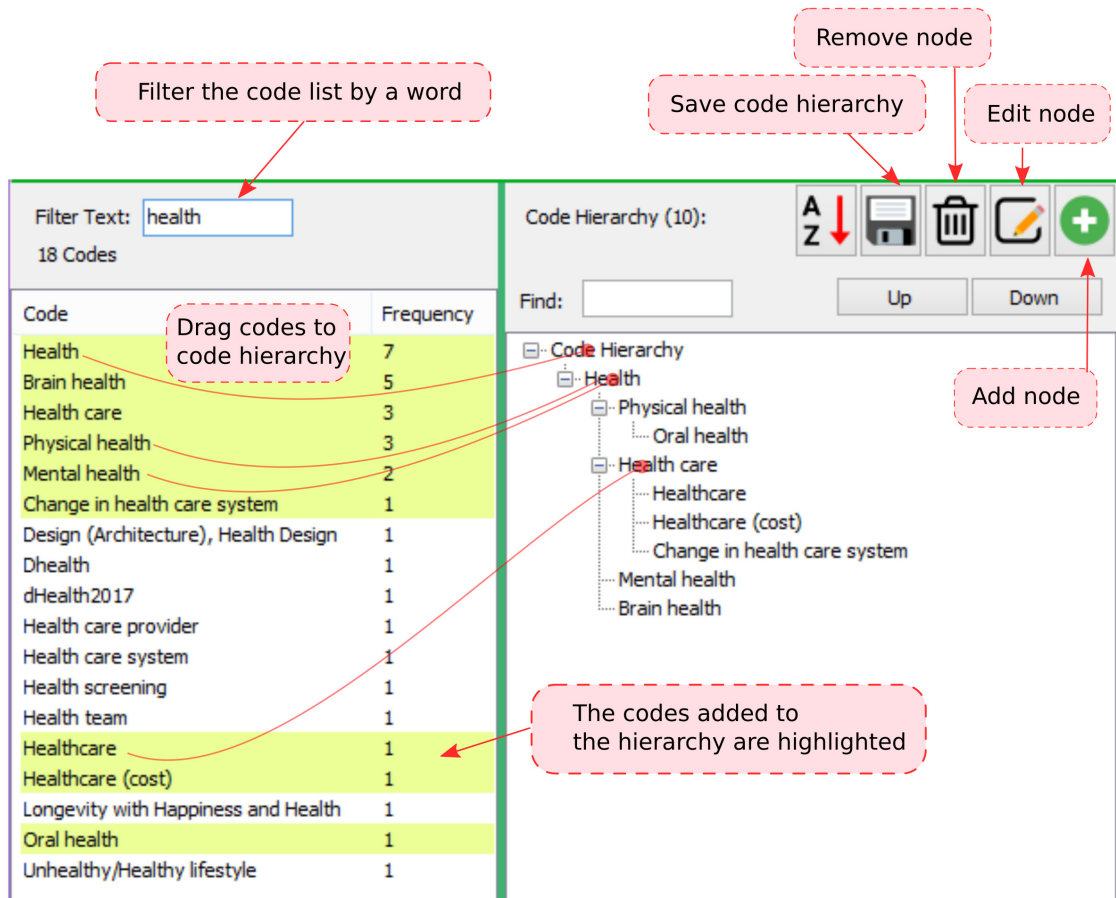 Remove node
Filter the code list by a word
Save code hierarchy
Edit node
Filter Text: health
18 Codes
Code Hierarchy (10):
A
Z
Find:
Up
Down
Code Frequency
Drag codes to
code hierarchy
Health 7
Brain health 5
Health care 3
Physical health 3
Mental health 2
Change in health care system 1
Design (Architecture), Health Design 1
Dhealth 1
dHealth2017 1
Health care provider 1
Health care system 1
Health screening 1
Health team 1
Healthcare 1
Healthcare (cost) 1
Longevity with Happiness and Health 1
Oral health 1
Unhealthy/Healthy lifestyle 1
Code Hierarchy
Health
Physical health
Oral health
Health care
Healthcare
Healthcare (cost)
Change in health care system
Mental health
Brain health
Add node
The codes added to
the hierarchy are highlighted